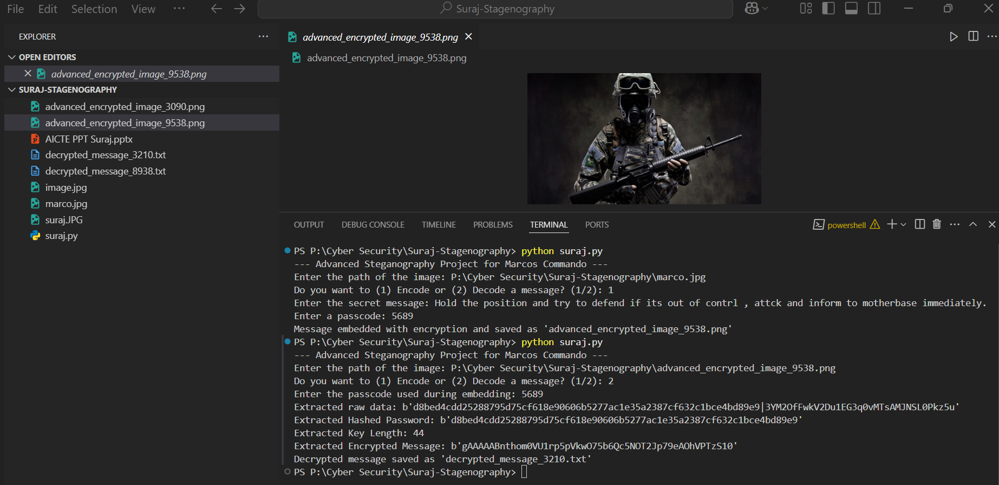 File Edit Selection View ··· Suraj-Stagenography
EXPLORER
OPEN EDITORS
advanced_encrypted_image_9538.png
SURAJ-STAGENOGRAPHY
advanced_encrypted_image_3090.png
advanced_encrypted_image_9538.png
AICTE PPT Suraj.pptx
decrypted_message_3210.txt
decrypted_message_8938.txt
image.jpg
marco.jpg
suraj.JPG
suraj.py
advanced_encrypted_image_9538.png
advanced_encrypted_image_9538.png
OUTPUT DEBUG CONSOLE TIMELINE PROBLEMS TERMINAL PORTS powershell
PS P:\Cyber Security\Suraj-Stagenography> python suraj.py
--- Advanced Steganography Project for Marcos Commando ---
Enter the path of the image: P:\Cyber Security\Suraj-Stagenography\marco.jpg
Do you want to (1) Encode or (2) Decode a message? (1/2): 1
Enter the secret message: Hold the position and try to defend if its out of contrl , attck and inform to motherbase immediately.
Enter a passcode: 5689
Message embedded with encryption and saved as 'advanced_encrypted_image_9538.png'
PS P:\Cyber Security\Suraj-Stagenography> python suraj.py
--- Advanced Steganography Project for Marcos Commando ---
Enter the path of the image: P:\Cyber Security\Suraj-Stagenography\advanced_encrypted_image_9538.png
Do you want to (1) Encode or (2) Decode a message? (1/2): 2
Enter the passcode used during embedding: 5689
Extracted raw data: b'd8bed4cdd25288795d75cf618e90606b5277ac1e35a2387cf632c1bce4bd89e9|3YM2OfFwkV2Du1EG3q0vMTsAMJNSL0Pkz5u'
Extracted Hashed Password: b'd8bed4cdd25288795d75cf618e90606b5277ac1e35a2387cf632c1bce4bd89e9'
Extracted Key Length: 44
Extracted Encrypted Message: b'gAAAAABnthom0VU1rp5pVkwO75b6Qc5NOT2Jp79eAOhVPTzS10'
Decrypted message saved as 'decrypted_message_3210.txt'
PS P:\Cyber Security\Suraj-Stagenography>